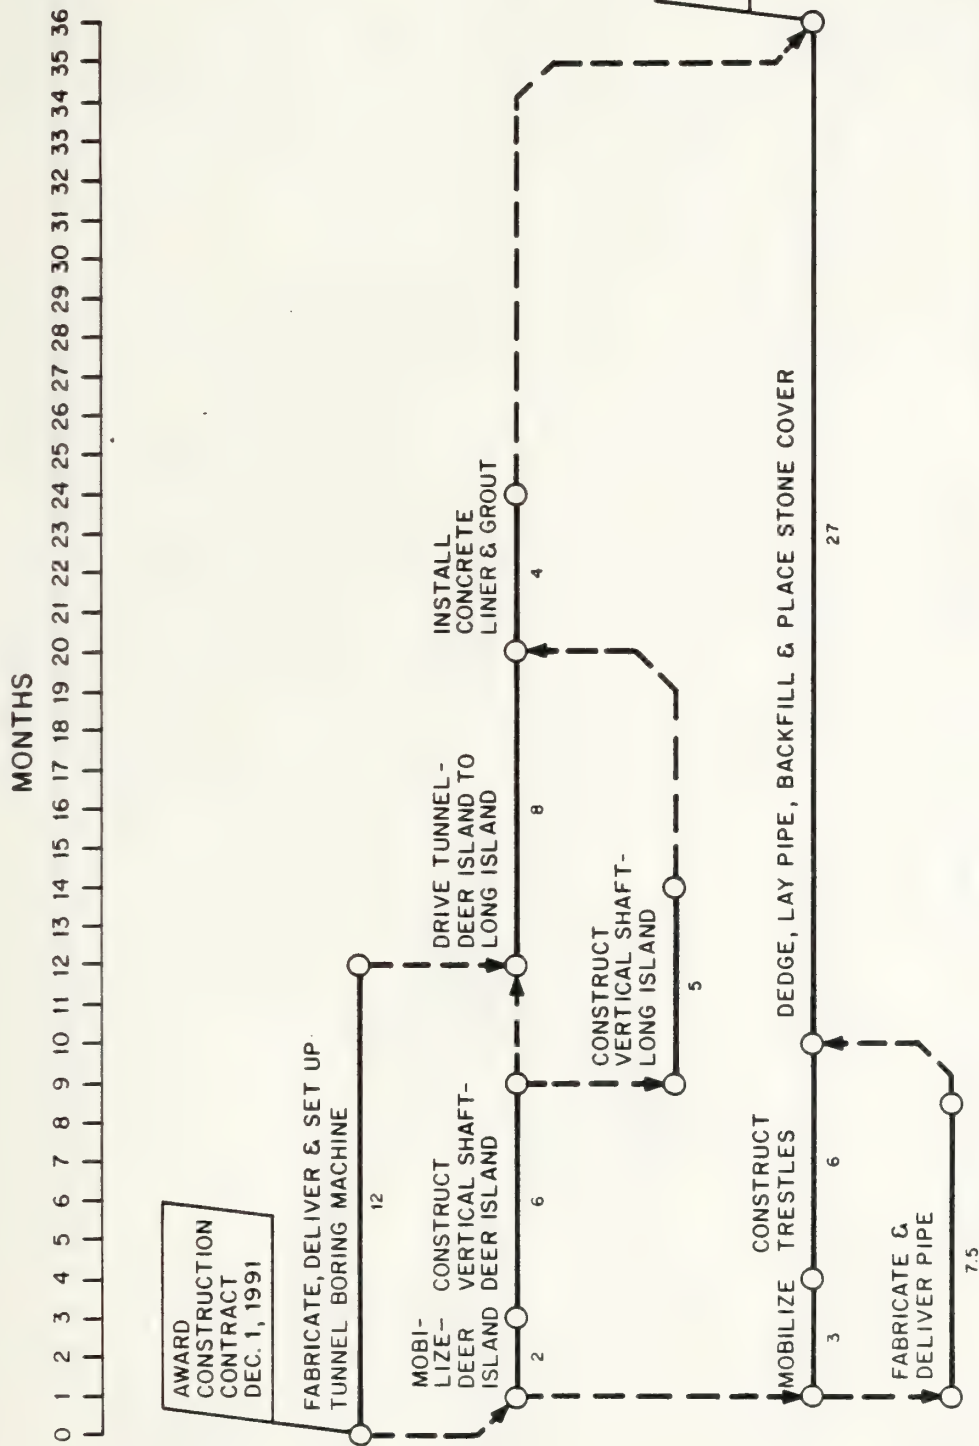 MONTHS
0 1 2 3 4 5 6 7 8 9 10 11 12 13 14 15 16 17 18 19 20 21 22 23 24 25 26 27 28 29 30 31 32 33 34 35 36
AWARD
CONSTRUCTION
CONTRACT
DEC. 1, 1991
FABRICATE, DELIVER & SET UP
TUNNEL BORING MACHINE
12
MOBI-
LIZE-
DEER
ISLAND
2
CONSTRUCT
VERTICAL SHAFT-
DEER ISLAND
6
DRIVE TUNNEL-
DEER ISLAND TO
LONG ISLAND
8
INSTALL
CONCRETE
LINER & GROUT
4
CONSTRUCT
VERTICAL SHAFT-
LONG ISLAND
5
MOBILIZE
3
CONSTRUCT
TRESTLES
6
DEDGE, LAY PIPE, BACKFILL & PLACE STONE COVER
27
FABRICATE &
DELIVER PIPE
7.5